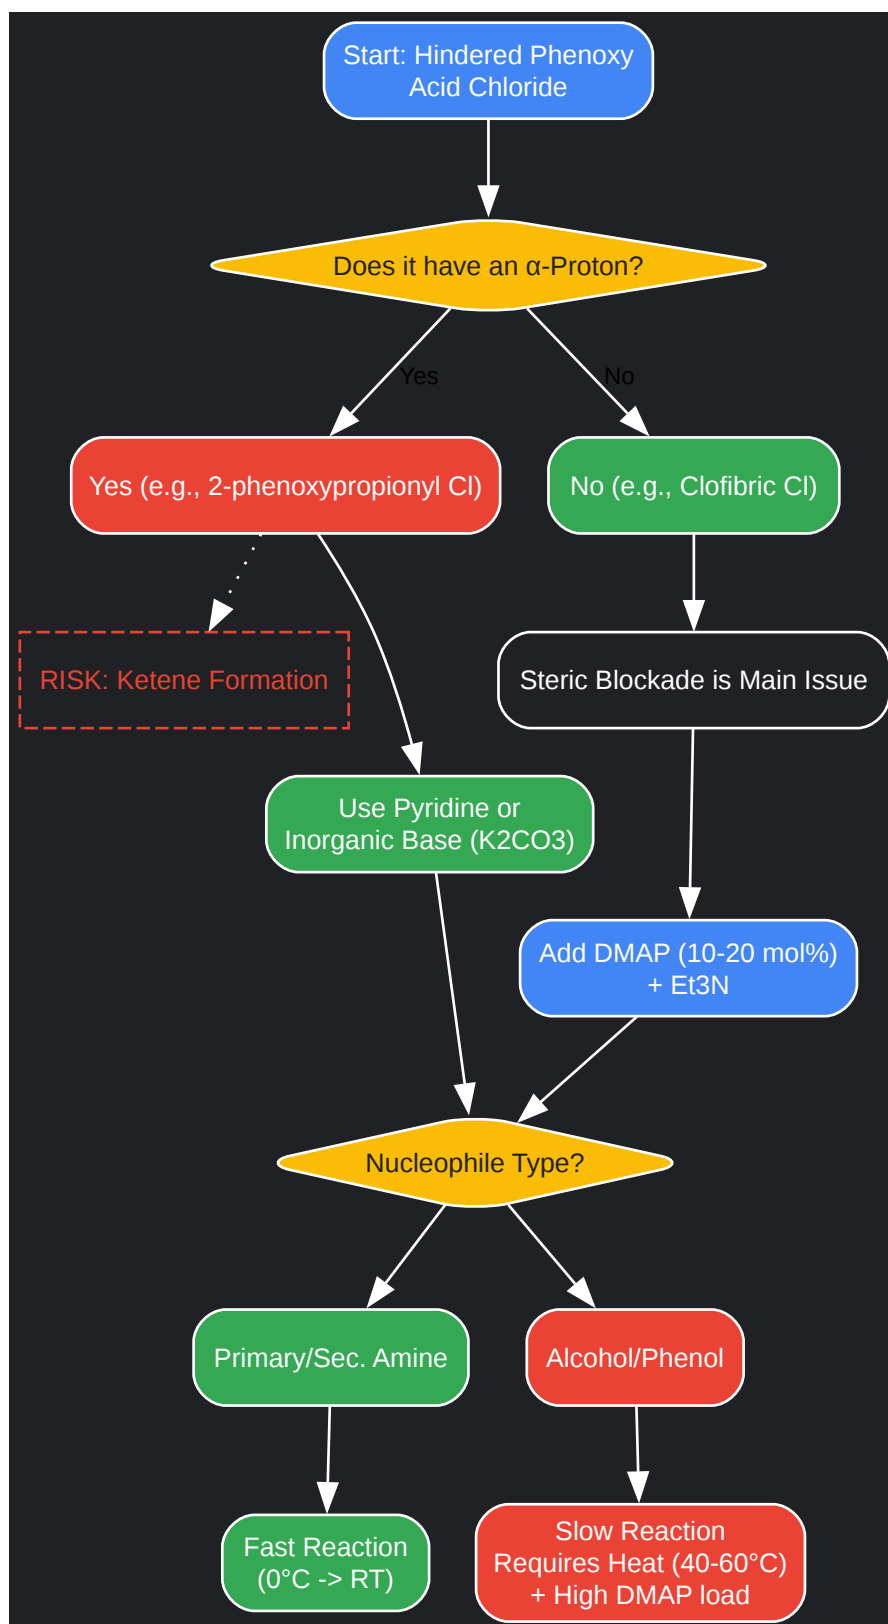 Start: Hindered Phenoxy
Acid Chloride
Does it have an α-Proton?
Yes
No
Yes (e.g., 2-phenoxypropionyl Cl)
No (e.g., Clofibric Cl)
RISK: Ketene Formation
Steric Blockade is Main Issue
Use Pyridine or
Inorganic Base (K2CO3)
Add DMAP (10-20 mol%)
+ Et3N
Nucleophile Type?
Primary/Sec. Amine
Alcohol/Phenol
Fast Reaction
(0°C -> RT)
Slow Reaction
Requires Heat (40-60°C)
+ High DMAP load